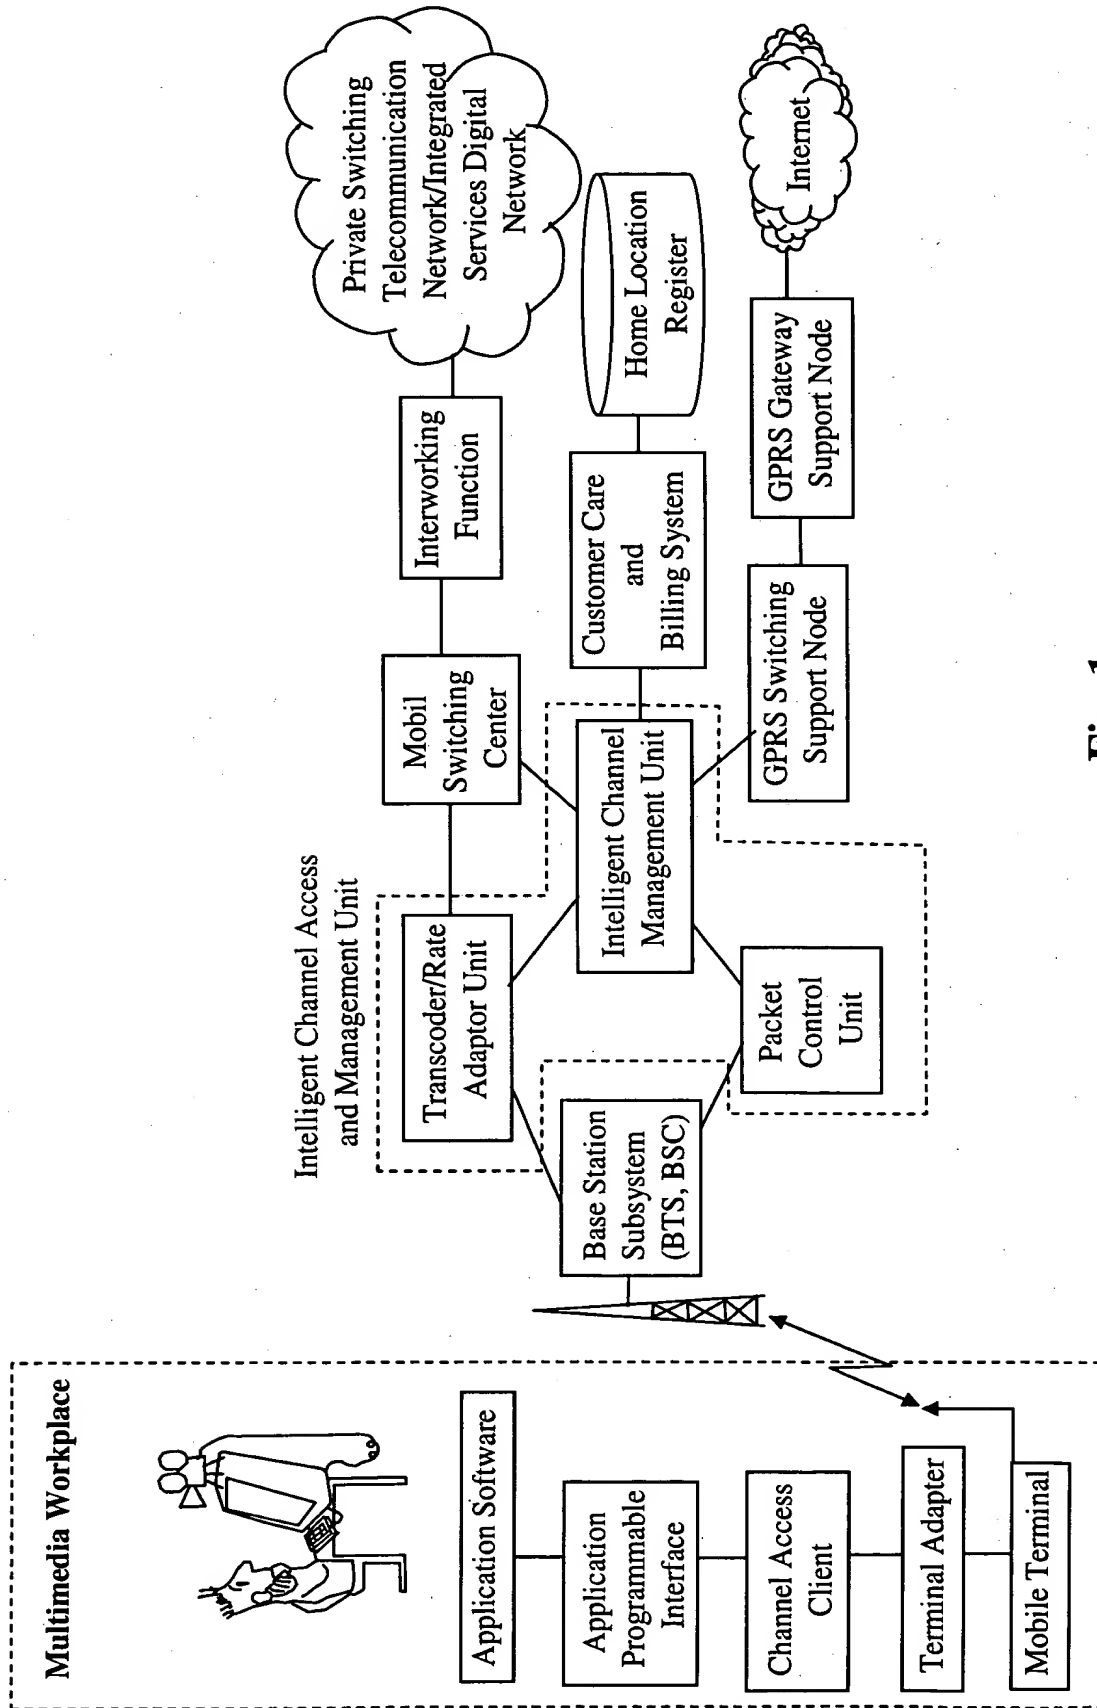 Multimedia Workplace
Application Software
Application
Programmable
Interface
Channel Access
Client
Terminal Adapter
Mobile Terminal
Base Station
Subsystem
(BTS, BSC)
Intelligent Channel Access
and Management Unit
Transcoder/Rate
Adaptor Unit
Packet
Control
Unit
Intelligent Channel
Management Unit
Mobil
Switching
Center
Interworking
Function
Private Switching
Telecommunication
Network/Integrated
Services Digital
Network
Customer Care
and
Billing System
Home Location
Register
GPRS Switching
Support Node
GPRS Gateway
Support Node
Internet